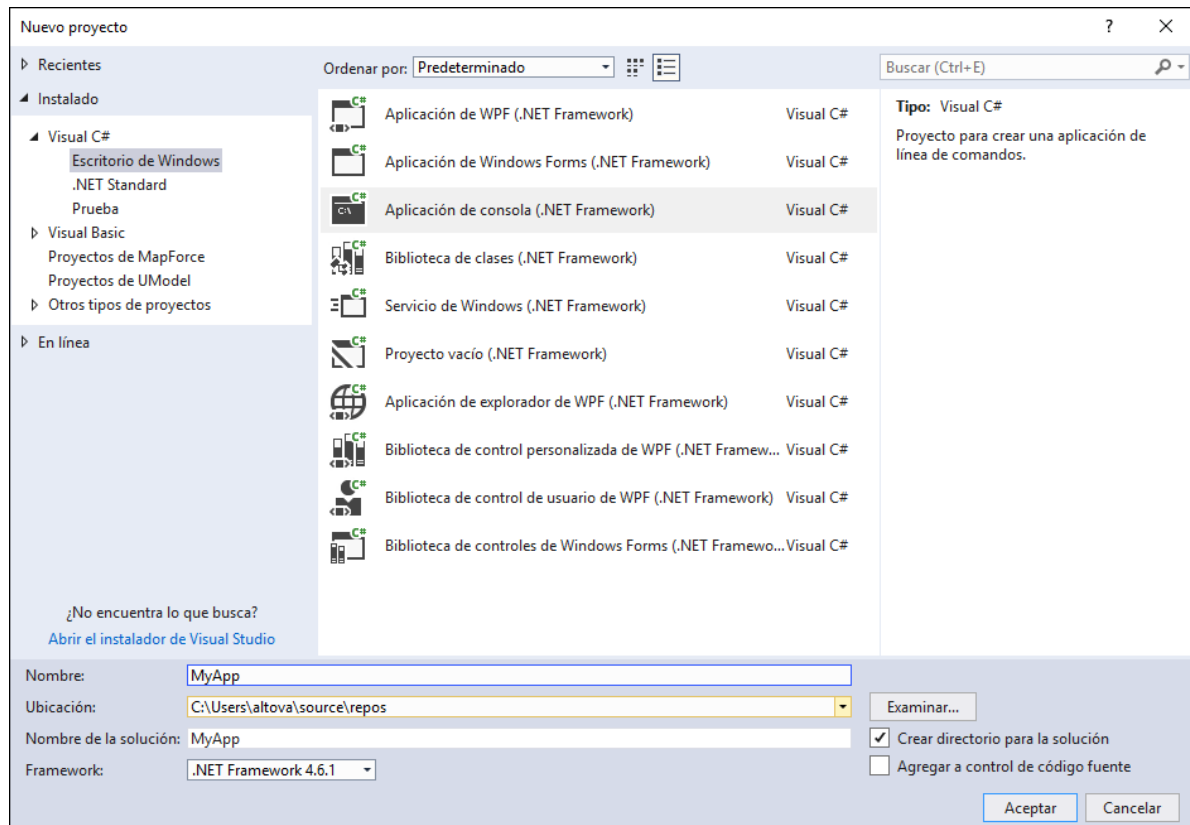 Nuevo proyecto
?
Recientes
Instalado
Visual C#
Escritorio de Windows
.NET Standard
Prueba
Visual Basic
Proyectos de MapForce
Proyectos de UModel
Otros tipos de proyectos
En línea
¿No encuentra lo que busca?
Abrir el instalador de Visual Studio
Ordenar por: Predeterminado
Aplicación de WPF (.NET Framework) Visual C#
Aplicación de Windows Forms (.NET Framework) Visual C#
Aplicación de consola (.NET Framework) Visual C#
Biblioteca de clases (.NET Framework) Visual C#
Servicio de Windows (.NET Framework) Visual C#
Proyecto vacío (.NET Framework) Visual C#
Aplicación de explorador de WPF (.NET Framework) Visual C#
Biblioteca de control personalizada de WPF (.NET Framew... Visual C#
Biblioteca de control de usuario de WPF (.NET Framework) Visual C#
Biblioteca de controles de Windows Forms (.NET Framewo... Visual C#
Buscar (Ctrl+E)
Tipo: Visual C#
Proyecto para crear una aplicación de
línea de comandos.
Nombre: MyApp
Ubicación: C:\Users\altova\source\repos Examinar...
Nombre de la solución: MyApp
Crear directorio para la solución
Framework: .NET Framework 4.6.1
Agregar a control de código fuente
Aceptar Cancelar